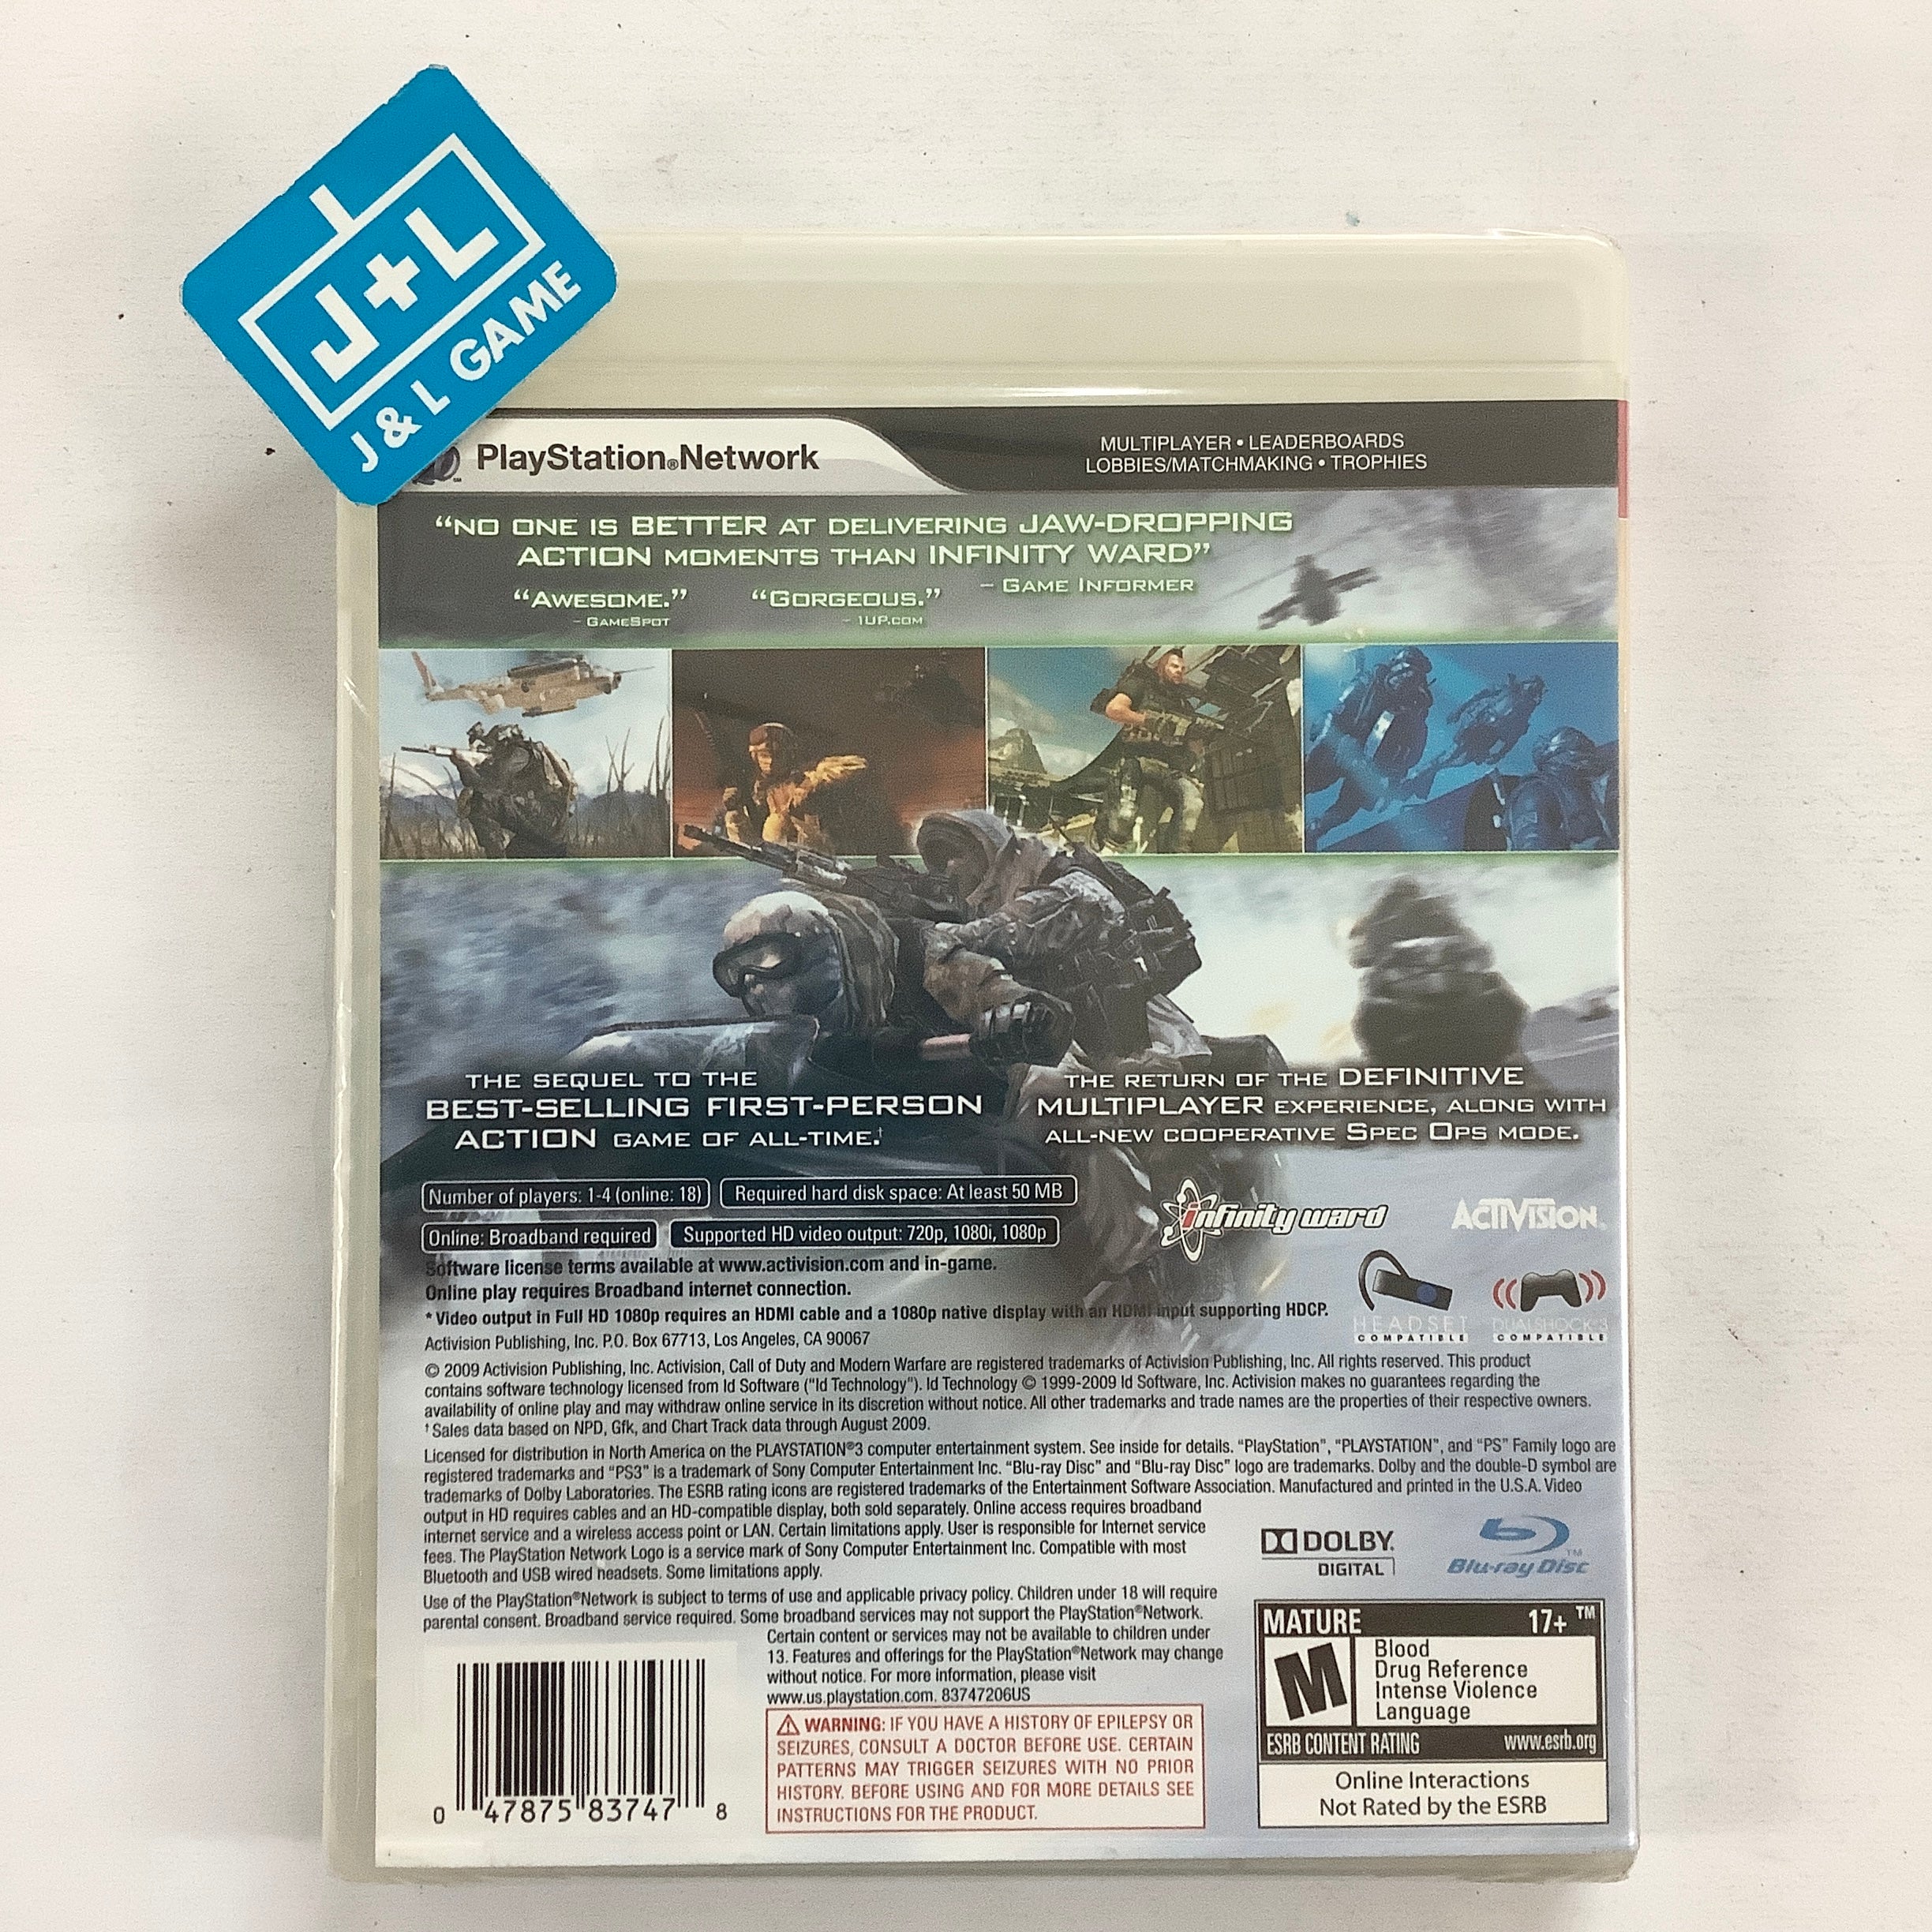 J+L
J & L GAME
PlayStation®Network
MULTIPLAYER • LEADERBOARDS
LOBBIES/MATCHMAKING • TROPHIES
“NO ONE IS BETTER AT DELIVERING JAW-DROPPING
ACTION MOMENTS THAN INFINITY WARD”
– GAME INFORMER
“AWESOME.”
– GAMESPOT
“GORGEOUS.”
– 1UP.COM
THE SEQUEL TO THE
BEST-SELLING FIRST-PERSON
ACTION GAME OF ALL-TIME.†
THE RETURN OF THE DEFINITIVE
MULTIPLAYER EXPERIENCE, ALONG WITH
ALL-NEW COOPERATIVE SPEC OPS MODE.
Number of players: 1-4 (online: 18)
Required hard disk space: At least 50 MB
Online: Broadband required
Supported HD video output: 720p, 1080i, 1080p
infinity ward
ACTIVISION.
Software license terms available at www.activision.com and in-game.
Online play requires Broadband internet connection.
* Video output in Full HD 1080p requires an HDMI cable and a 1080p native display with an HDMI input supporting HDCP.
HEADSET
COMPATIBLE
DUALSHOCK®3
COMPATIBLE
Activision Publishing, Inc. P.O. Box 67713, Los Angeles, CA 90067
© 2009 Activision Publishing, Inc. Activision, Call of Duty and Modern Warfare are registered trademarks of Activision Publishing, Inc. All rights reserved. This product
contains software technology licensed from Id Software ("Id Technology"). Id Technology © 1999-2009 Id Software, Inc. Activision makes no guarantees regarding the
availability of online play and may withdraw online service in its discretion without notice. All other trademarks and trade names are the properties of their respective owners.
† Sales data based on NPD, Gfk, and Chart Track data through August 2009.
Licensed for distribution in North America on the PLAYSTATION®3 computer entertainment system. See inside for details. “PlayStation”, “PLAYSTATION”, and “PS” Family logo are
registered trademarks and “PS3” is a trademark of Sony Computer Entertainment Inc. “Blu-ray Disc” and “Blu-ray Disc” logo are trademarks. Dolby and the double-D symbol are
trademarks of Dolby Laboratories. The ESRB rating icons are registered trademarks of the Entertainment Software Association. Manufactured and printed in the U.S.A. Video
output in HD requires cables and an HD-compatible display, both sold separately. Online access requires broadband
internet service and a wireless access point or LAN. Certain limitations apply. User is responsible for Internet service
fees. The PlayStation Network Logo is a service mark of Sony Computer Entertainment Inc. Compatible with most
Bluetooth and USB wired headsets. Some limitations apply.
Use of the PlayStation®Network is subject to terms of use and applicable privacy policy. Children under 18 will require
parental consent. Broadband service required. Some broadband services may not support the PlayStation®Network.
Certain content or services may not be available to children under
13. Features and offerings for the PlayStation®Network may change
without notice. For more information, please visit
www.us.playstation.com. 83747206US
DOLBY
DIGITAL
Blu-ray Disc™
WARNING: IF YOU HAVE A HISTORY OF EPILEPSY OR
SEIZURES, CONSULT A DOCTOR BEFORE USE. CERTAIN
PATTERNS MAY TRIGGER SEIZURES WITH NO PRIOR
HISTORY. BEFORE USING AND FOR MORE DETAILS SEE
INSTRUCTIONS FOR THE PRODUCT.
0 47875 83747 8
MATURE 17+ ™
M
Blood
Drug Reference
Intense Violence
Language
ESRB CONTENT RATING www.esrb.org
Online Interactions
Not Rated by the ESRB